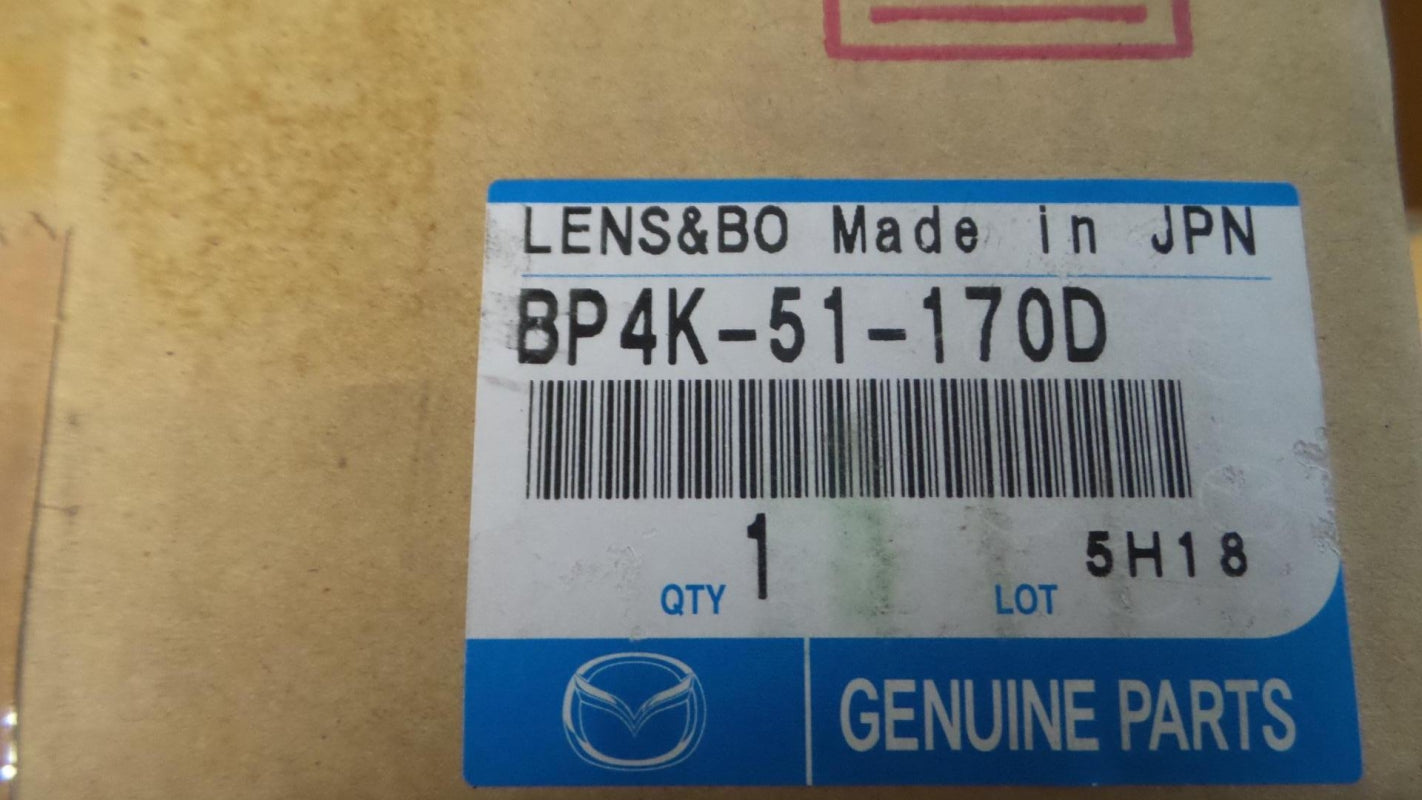 LENS&BO Made in JPN
BP4K-51-170D
QTY 1 LOT 5H18
GENUINE PARTS